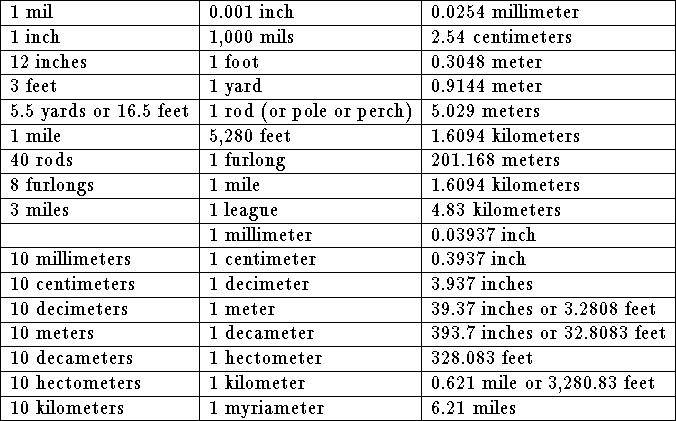 1 mil 0.001 inch 0.0254 millimeter
1 inch 1,000 mils 2.54 centimeters
12 inches 1 foot 0.3048 meter
3 feet 1 yard 0.9144 meter
5.5 yards or 16.5 feet 1 rod (or pole or perch) 5.029 meters
1 mile 5,280 feet 1.6094 kilometers
40 rods 1 furlong 201.168 meters
8 furlongs 1 mile 1.6094 kilometers
3 miles 1 league 4.83 kilometers
1 millimeter 0.03937 inch
10 millimeters 1 centimeter 0.3937 inch
10 centimeters 1 decimeter 3.937 inches
10 decimeters 1 meter 39.37 inches or 3.2808 feet
10 meters 1 decameter 393.7 inches or 32.8083 feet
10 decameters 1 hectometer 328.083 feet
10 hectometers 1 kilometer 0.621 mile or 3,280.83 feet
10 kilometers 1 myriameter 6.21 miles